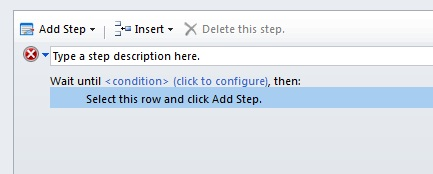 Add Step Insert Delete this step.
Type a step description here.
Wait until <condition> (click to configure), then:
Select this row and click Add Step.